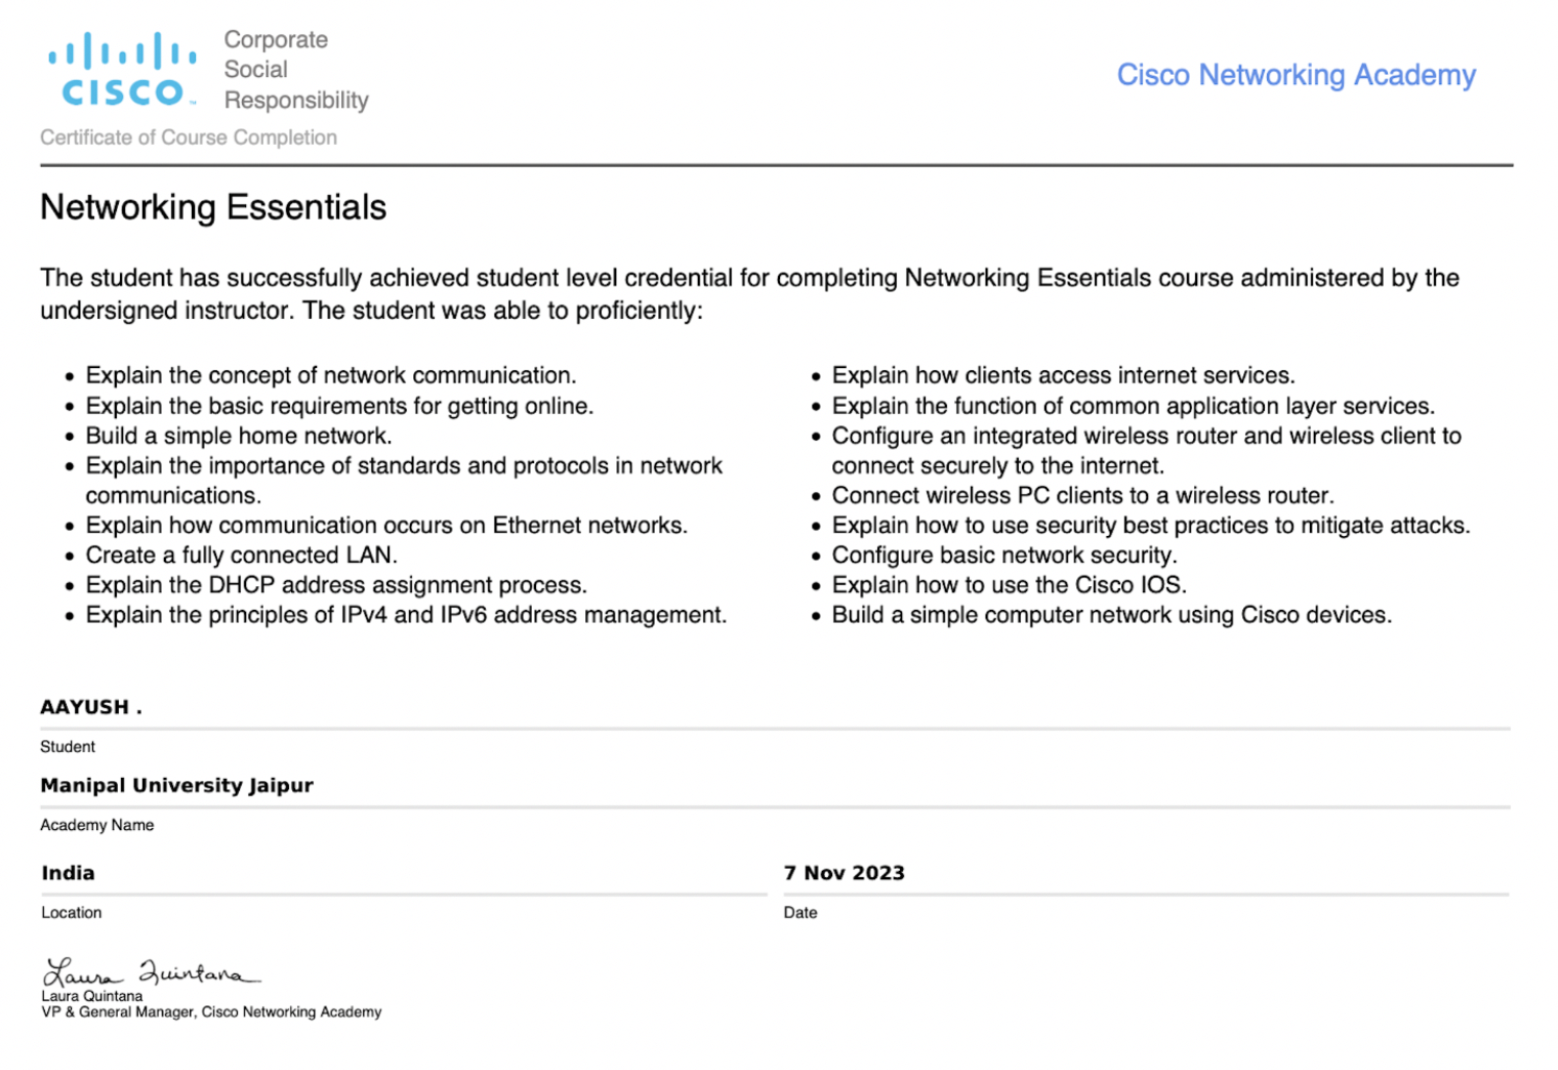 CISCO
Corporate
Social
Responsibility
Cisco Networking Academy
Certificate of Course Completion
Networking Essentials
The student has successfully achieved student level credential for completing Networking Essentials course administered by the
undersigned instructor. The student was able to proficiently:
• Explain the concept of network communication.
• Explain the basic requirements for getting online.
• Build a simple home network.
• Explain the importance of standards and protocols in network
communications.
• Explain how communication occurs on Ethernet networks.
• Create a fully connected LAN.
• Explain the DHCP address assignment process.
• Explain the principles of IPv4 and IPv6 address management.
• Explain how clients access internet services.
• Explain the function of common application layer services.
• Configure an integrated wireless router and wireless client to
connect securely to the internet.
• Connect wireless PC clients to a wireless router.
• Explain how to use security best practices to mitigate attacks.
• Configure basic network security.
• Explain how to use the Cisco IOS.
• Build a simple computer network using Cisco devices.
AAYUSH .
Student
Manipal University Jaipur
Academy Name
India
Location
7 Nov 2023
Date
Laura Quintana
Laura Quintana
VP & General Manager, Cisco Networking Academy